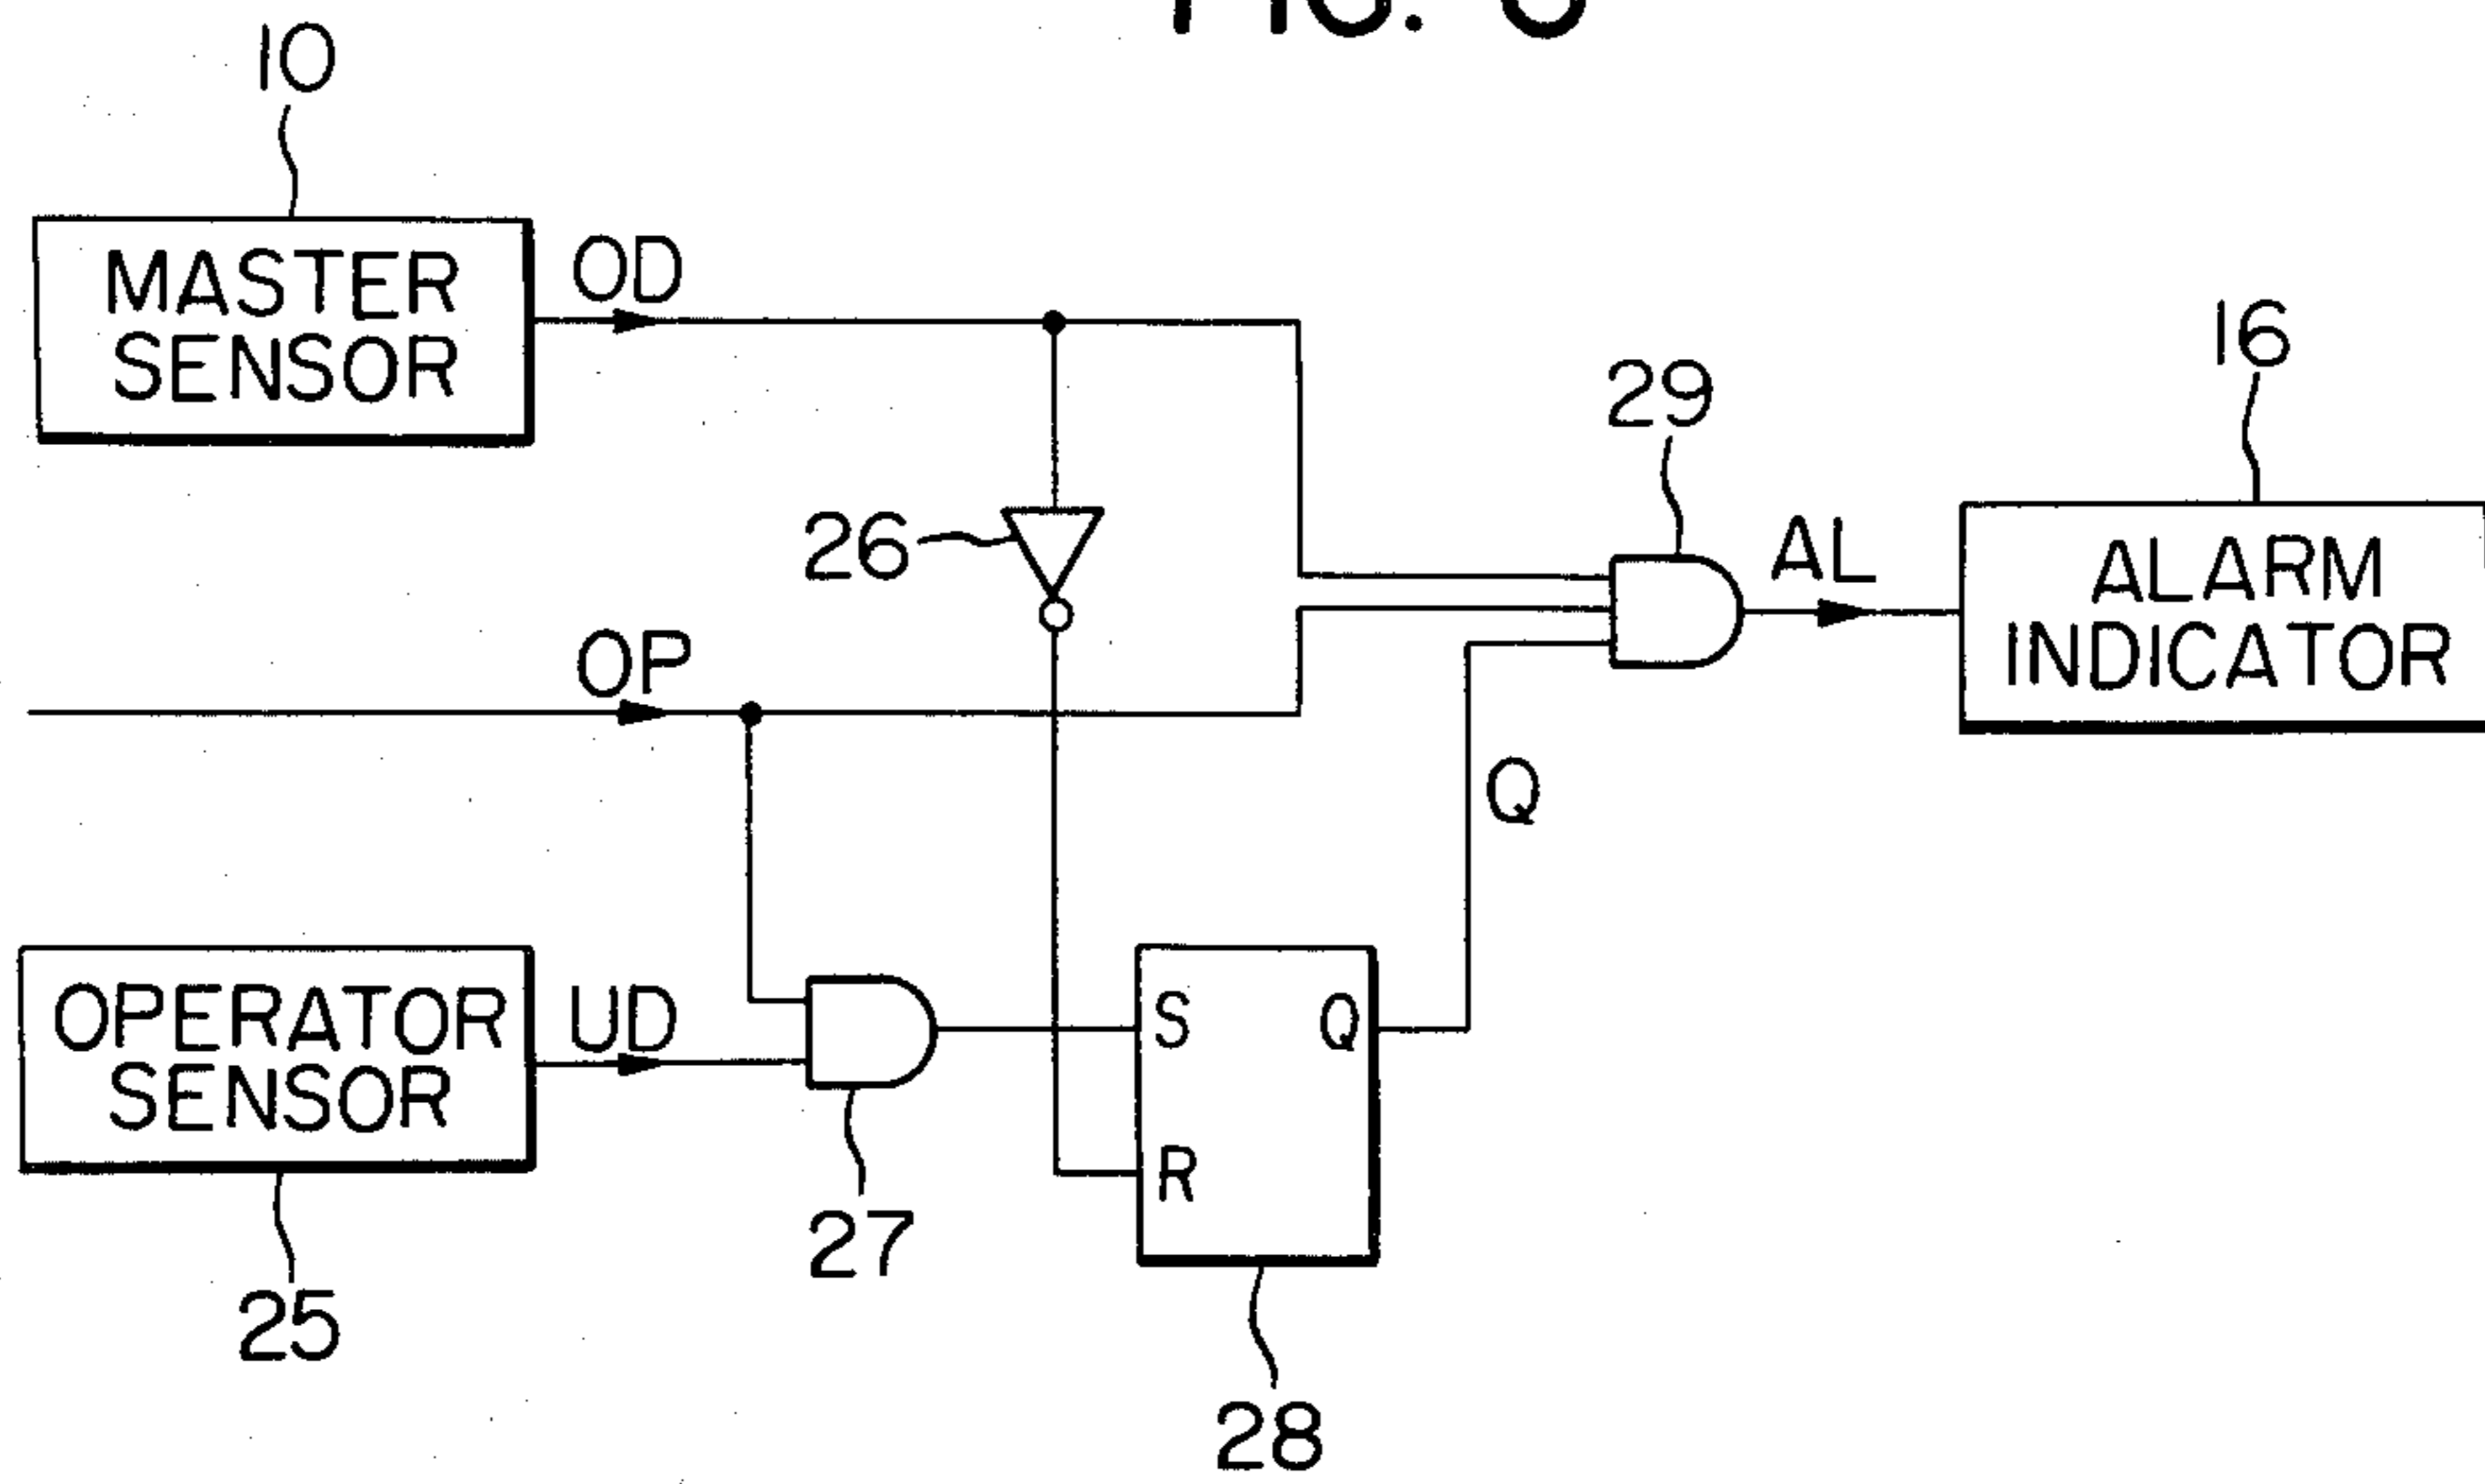 10
MASTER
SENSOR
OD
26
29
AL
16
ALARM
INDICATOR
OP
Q
OPERATOR
SENSOR
UD
S
Q
R
27
25
28